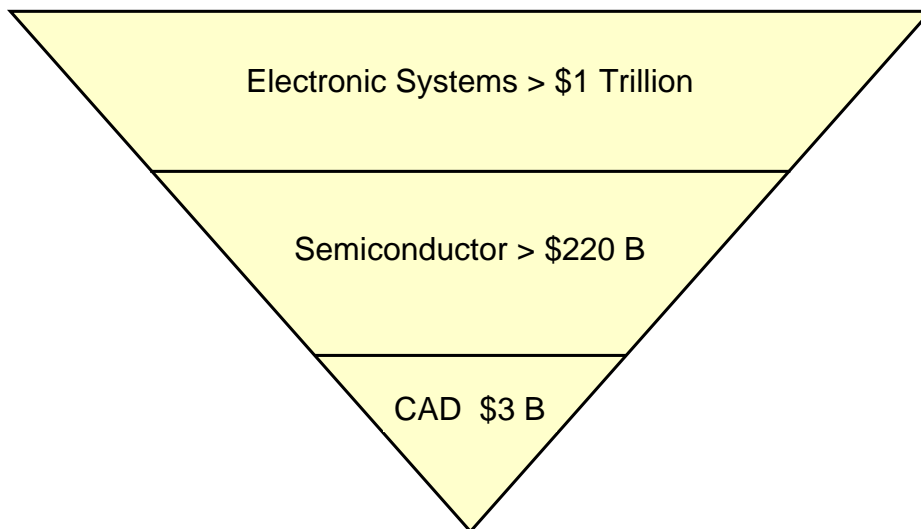 Electronic Systems > $1 Trillion
Semiconductor > $220 B
CAD  $3 B